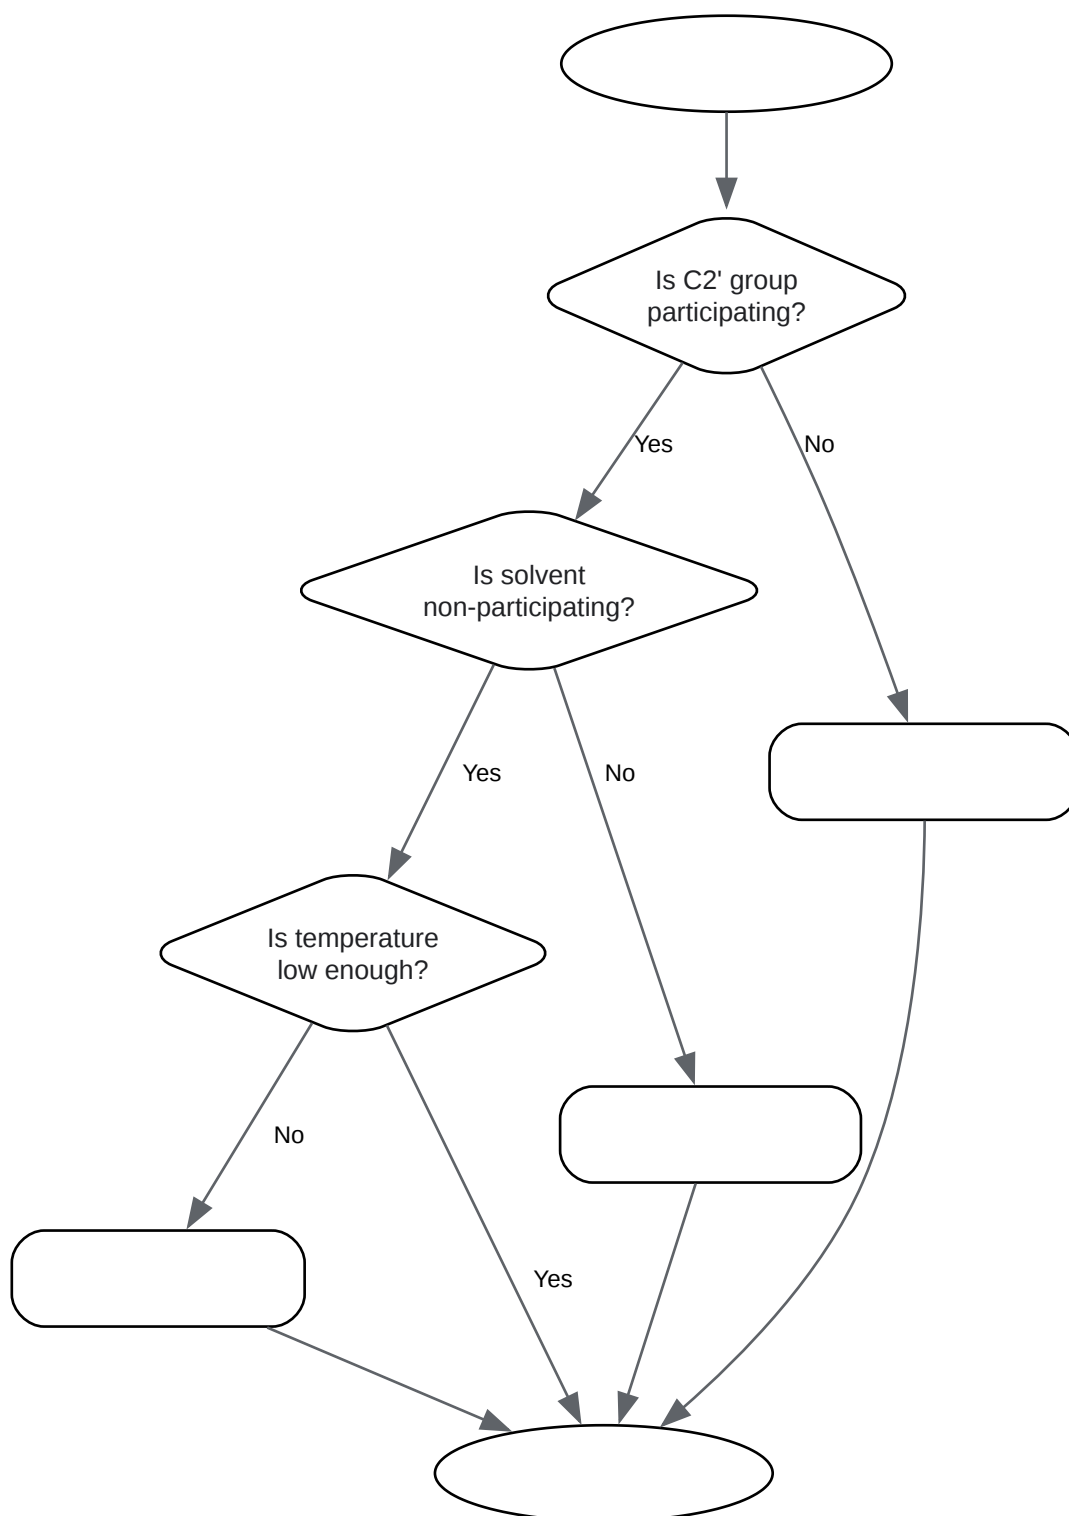 Is C2' group
participating?
Yes
No
Is solvent
non-participating?
Yes
No
Is temperature
low enough?
No
Yes